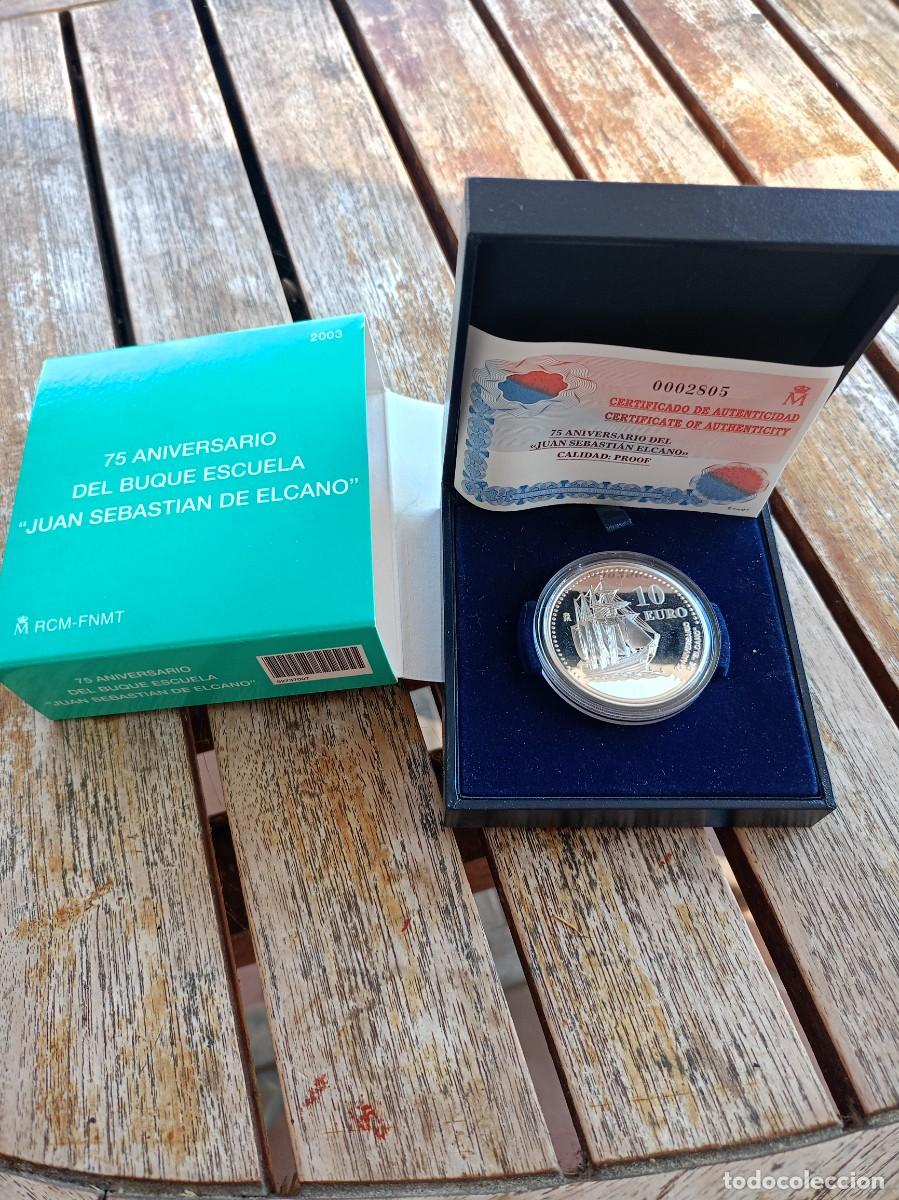 2003
75 ANIVERSARIO
DEL BUQUE ESCUELA
"JUAN SEBASTIAN DE ELCANO"
M RCM-FNMT
75 ANIVERSARIO
DEL BUQUE ESCUELA
"JUAN SEBASTIAN DE ELCANO"
0002805
M
CERTIFICADO DE AUTENTICIDAD
CERTIFICATE OF AUTHENTICITY
75 ANIVERSARIO DEL
«JUAN SEBASTIÁN ELCANO»
CALIDAD: PROOF
10
EURO
ANIVERSARIO
todocoleccion